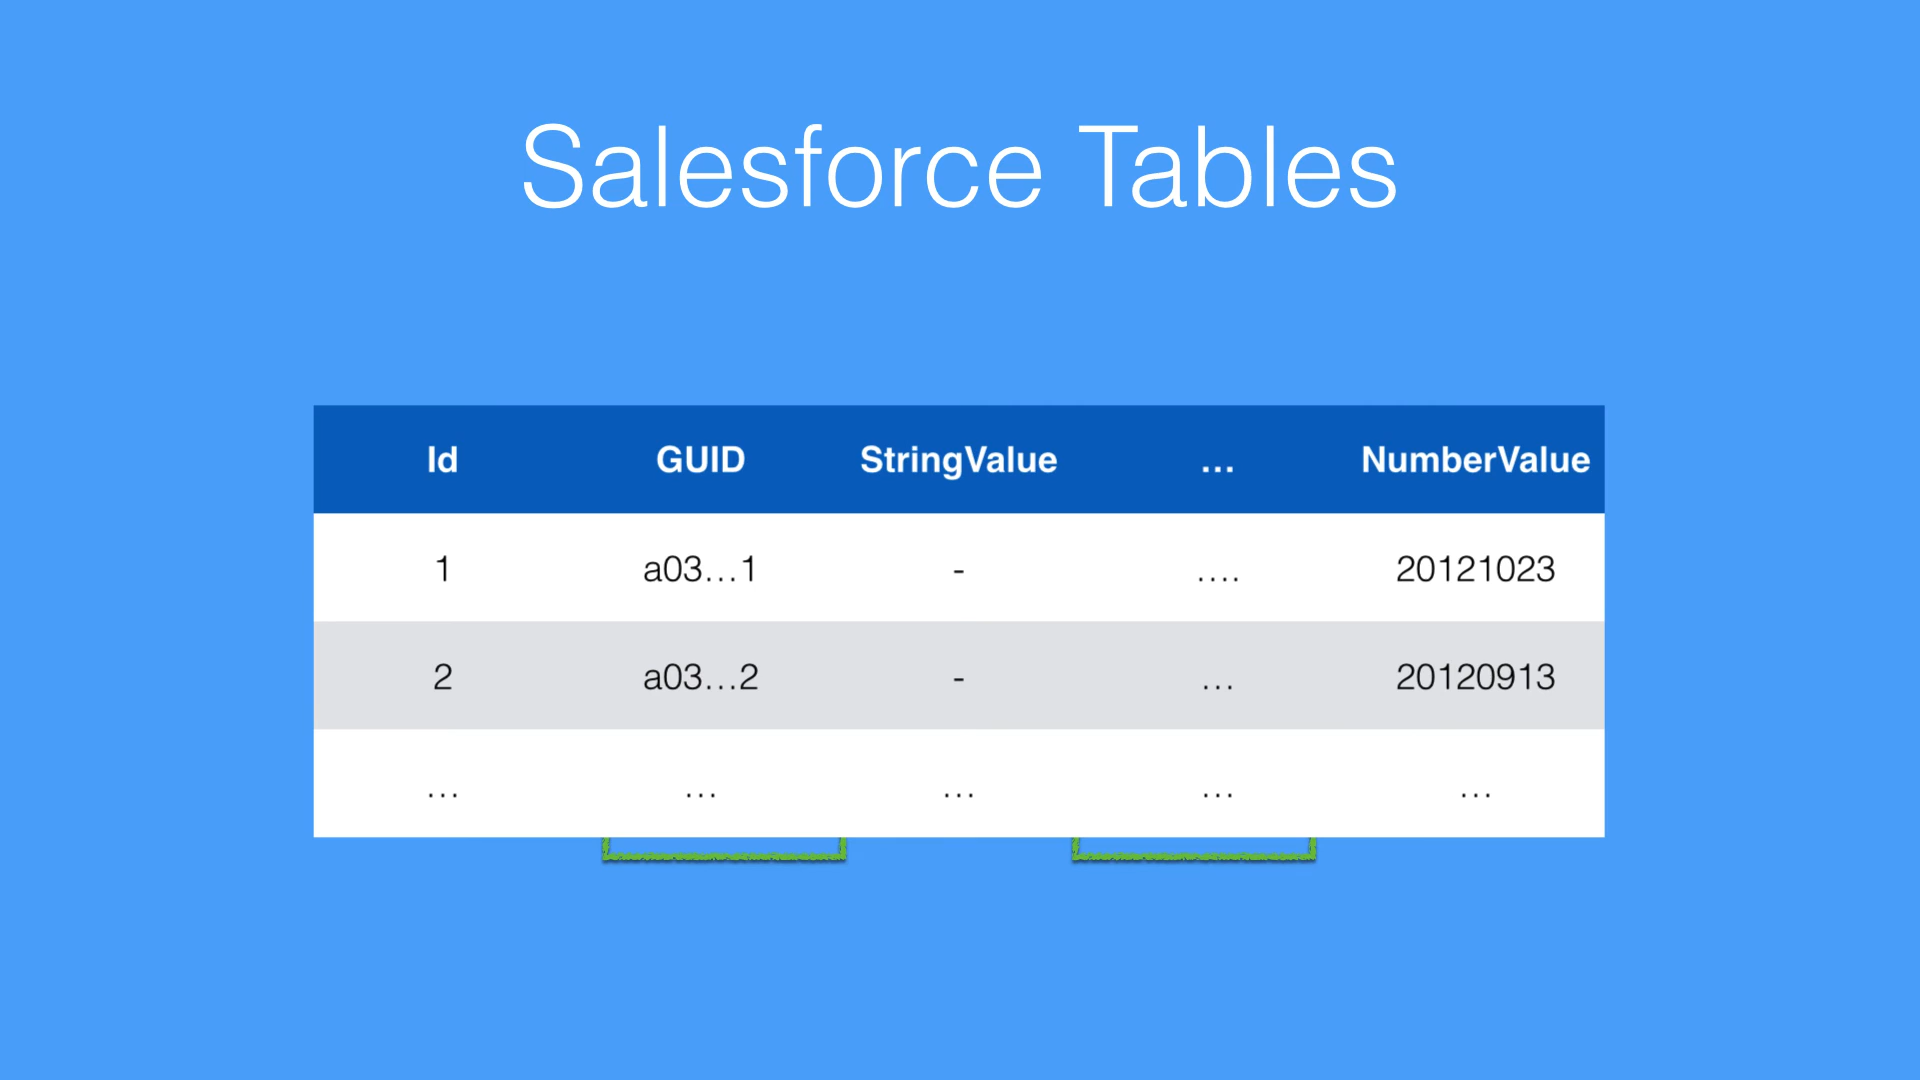 Salesforce Tables
Id GUID StringValue … NumberValue
1 a03…1 - …. 20121023
2 a03…2 - … 20120913
… … … … …